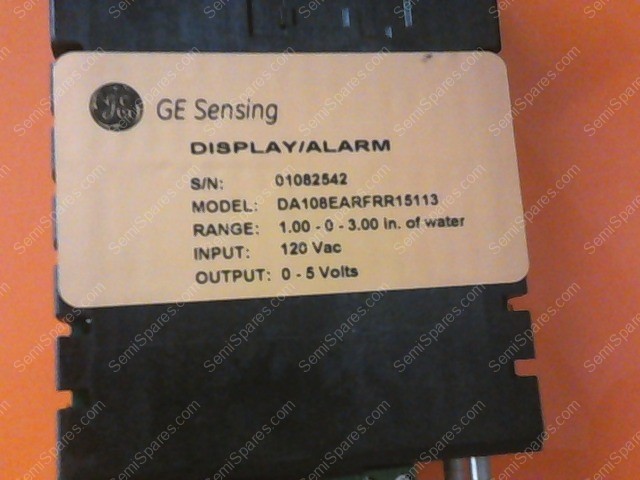 GE Sensing
DISPLAY/ALARM
S/N: 01082542
MODEL: DA108EARFRR15113
RANGE: 1.00 - 0 - 3.00 in. of water
INPUT: 120 Vac
OUTPUT: 0 - 5 Volts
SemiSpares.com